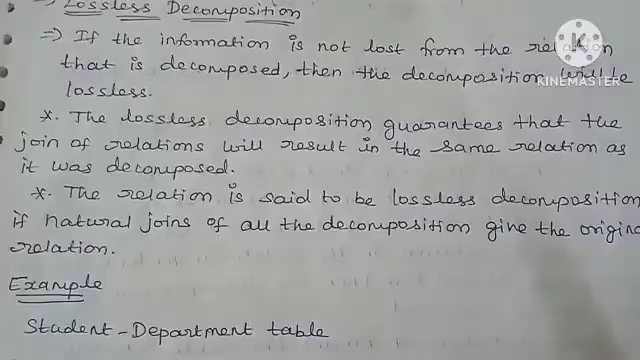 Lossless Decomposition
⇒ If the information is not lost from the relation
that is decomposed, then the decomposition will be
lossless.
*. The lossless decomposition guarantees that the
join of relations will result in the same relation as
it was decomposed.
*. The relation is said to be lossless decomposition
if natural joins of all the decomposition give the origina
relation.
Example
Student-Department table
KINEMASTER